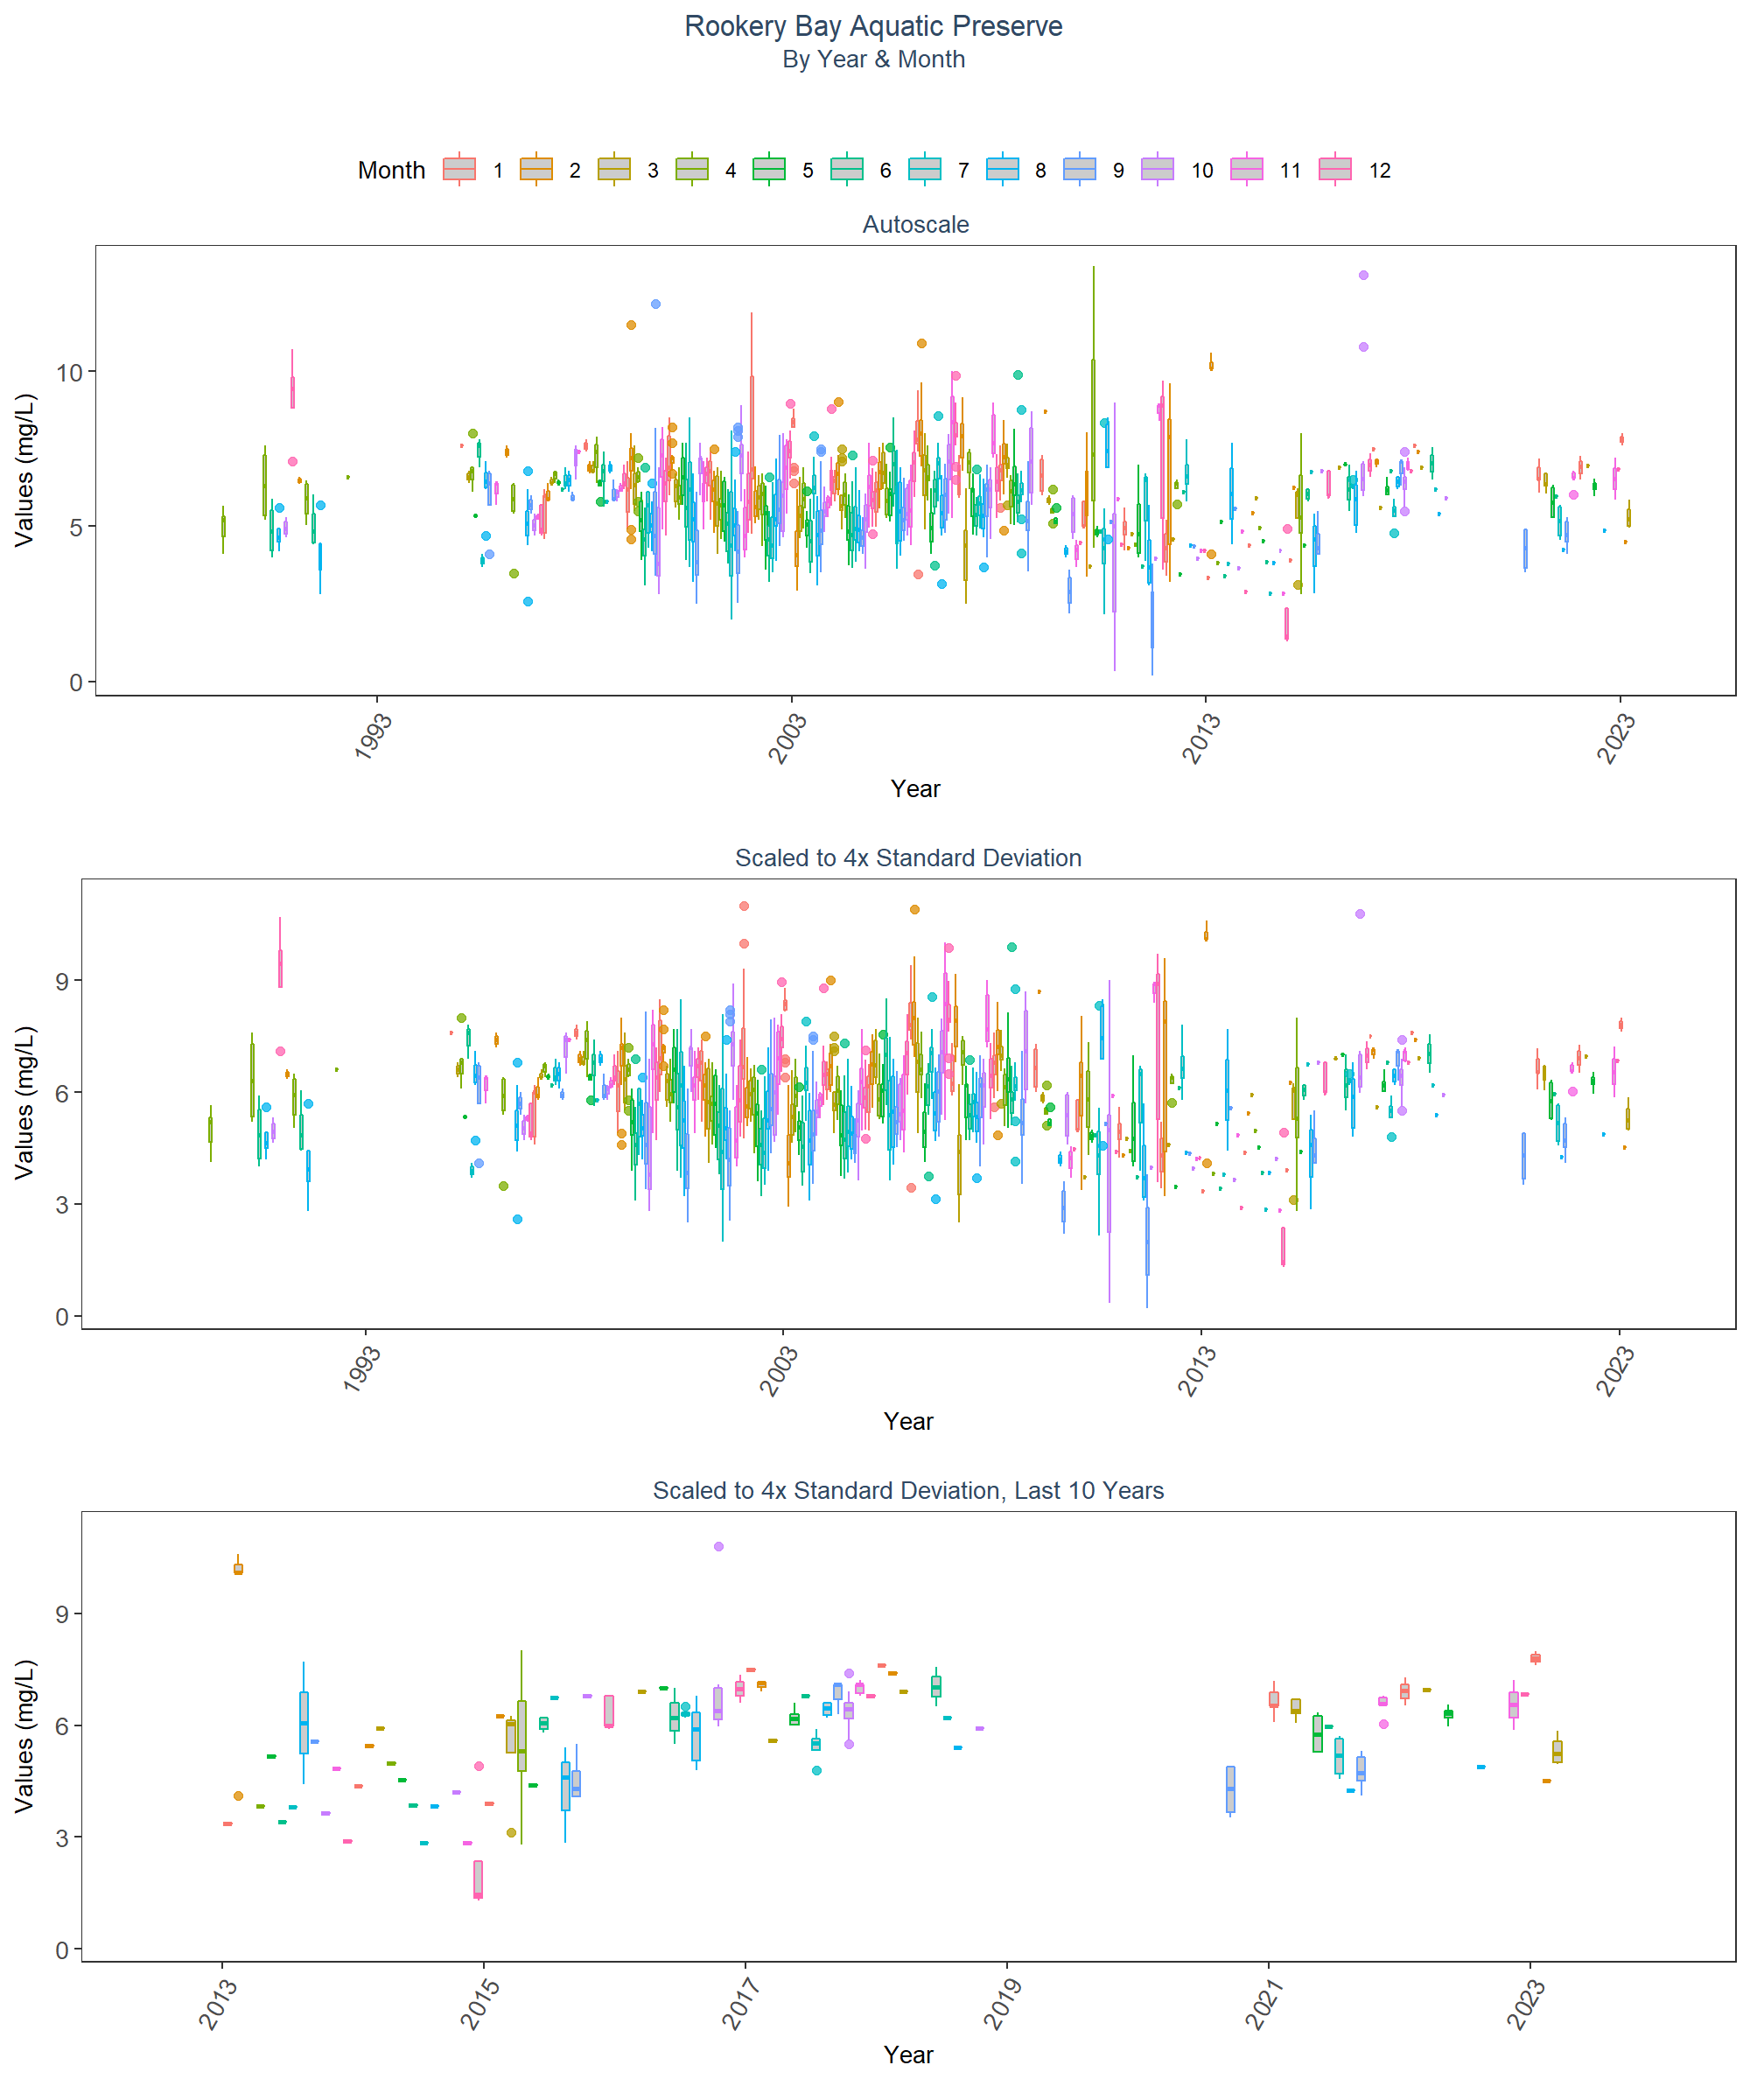 Rookery Bay Aquatic Preserve
By Year & Month
Month 1 2 3 4 5 6 7 8 9 10 11 12
Autoscale
Values (mg/L)
10
5
0
1993 2003 2013 2023
Year
Scaled to 4x Standard Deviation
Values (mg/L)
9
6
3
0
1993 2003 2013 2023
Year
Scaled to 4x Standard Deviation, Last 10 Years
Values (mg/L)
9
6
3
0
2013 2015 2017 2019 2021 2023
Year